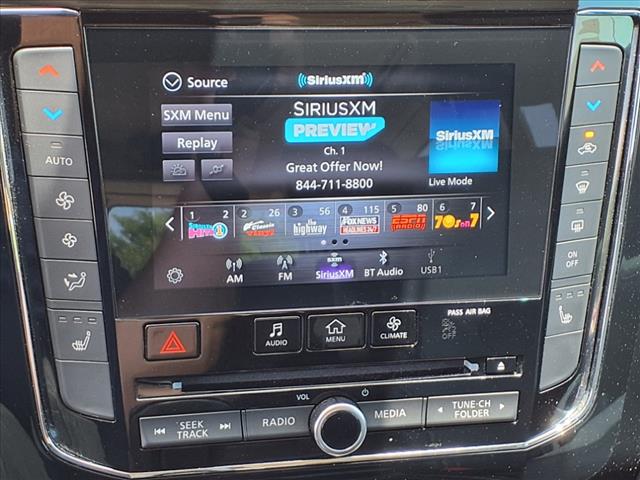 Source
SiriusXM
SXM Menu
Replay
SIRIUSXM
PREVIEW
Ch. 1
Great Offer Now!
844-711-8800
SiriusXM
Live Mode
1 2
2 26
3 56
4 115
5 80
6 7
Classic
the highway
FOX NEWS
HEADLINES 24/7
ESPN
RADIO
70s on 7
AM
FM
sxm
SiriusXM
BT Audio
USB1
AUTO
ON
OFF
PASS AIR BAG
AUDIO
MENU
CLIMATE
VOL
SEEK
TRACK
RADIO
MEDIA
TUNE·CH
FOLDER